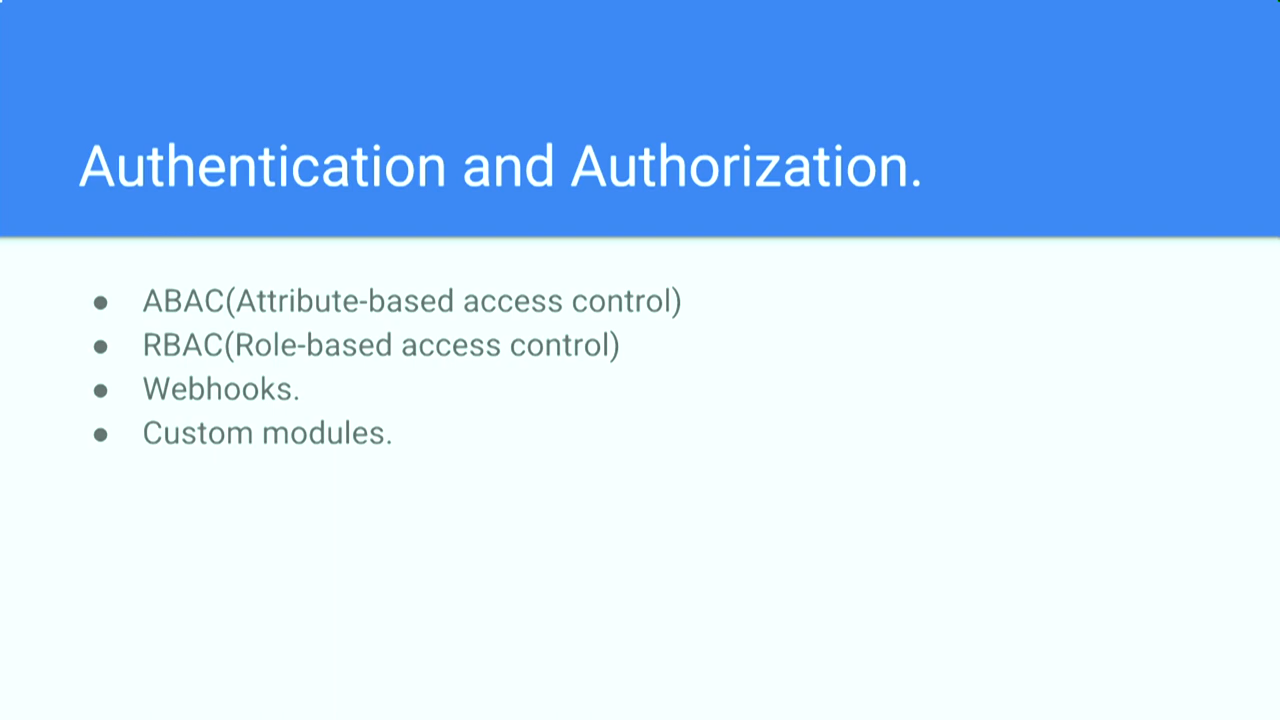 Authentication and Authorization.
● ABAC(Attribute-based access control)
● RBAC(Role-based access control)
● Webhooks.
● Custom modules.